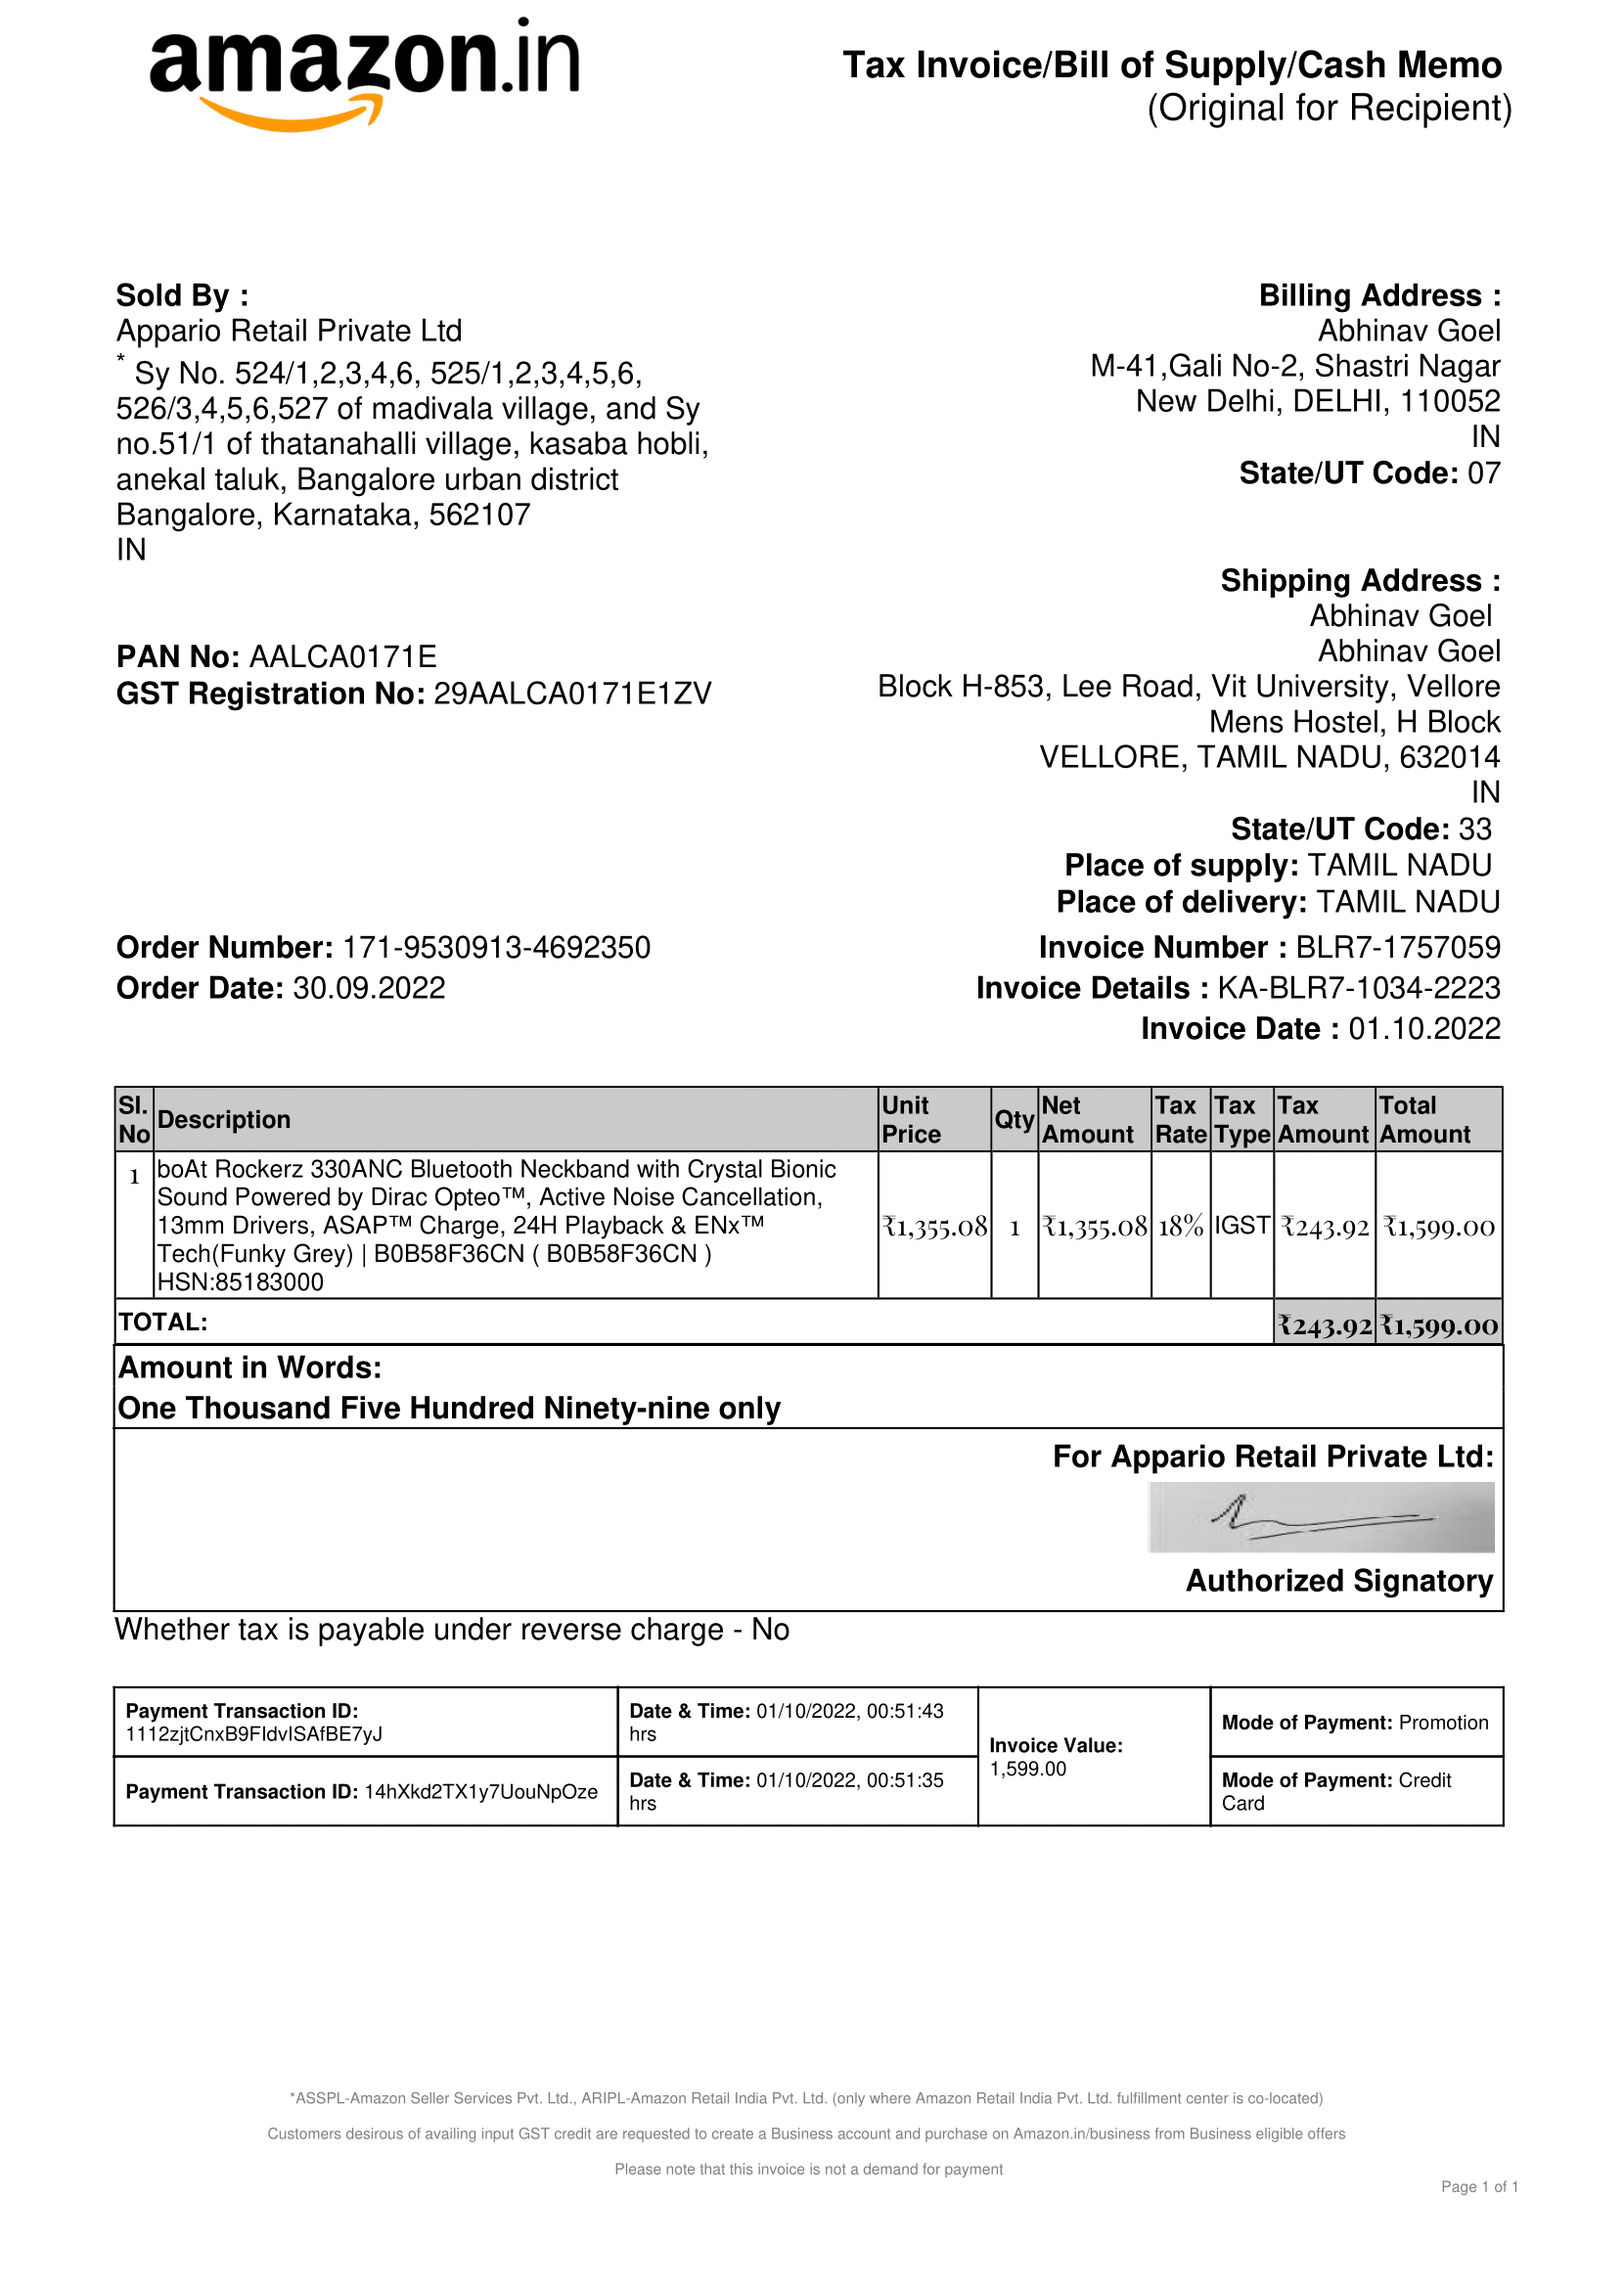 amazon.in
Tax Invoice/Bill of Supply/Cash Memo
(Original for Recipient)
Sold By :
Appario Retail Private Ltd
* Sy No. 524/1,2,3,4,6, 525/1,2,3,4,5,6,
526/3,4,5,6,527 of madivala village, and Sy
no.51/1 of thatanahalli village, kasaba hobli,
anekal taluk, Bangalore urban district
Bangalore, Karnataka, 562107
IN
PAN No: AALCA0171E
GST Registration No: 29AALCA0171E1ZV
Billing Address :
Abhinav Goel
M-41,Gali No-2, Shastri Nagar
New Delhi, DELHI, 110052
IN
State/UT Code: 07
Shipping Address :
Abhinav Goel
Abhinav Goel
Block H-853, Lee Road, Vit University, Vellore
Mens Hostel, H Block
VELLORE, TAMIL NADU, 632014
IN
State/UT Code: 33
Place of supply: TAMIL NADU
Place of delivery: TAMIL NADU
Order Number: 171-9530913-4692350
Order Date: 30.09.2022
Invoice Number : BLR7-1757059
Invoice Details : KA-BLR7-1034-2223
Invoice Date : 01.10.2022
Sl. No Description Unit Price Qty Net Amount Tax Rate Tax Type Tax Amount Total Amount
1 boAt Rockerz 330ANC Bluetooth Neckband with Crystal Bionic
Sound Powered by Dirac Opteo™, Active Noise Cancellation,
13mm Drivers, ASAP™ Charge, 24H Playback & ENx™
Tech(Funky Grey) | B0B58F36CN ( B0B58F36CN )
HSN:85183000
₹1,355.08 1 ₹1,355.08 18% IGST ₹243.92 ₹1,599.00
TOTAL: ₹243.92 ₹1,599.00
Amount in Words:
One Thousand Five Hundred Ninety-nine only
For Appario Retail Private Ltd:
Authorized Signatory
Whether tax is payable under reverse charge - No
Payment Transaction ID:
1112zjtCnxB9FIdvISAfBE7yJ
Date & Time: 01/10/2022, 00:51:43
hrs
Invoice Value:
1,599.00
Mode of Payment: Promotion
Payment Transaction ID: 14hXkd2TX1y7UouNpOze
Date & Time: 01/10/2022, 00:51:35
hrs
Mode of Payment: Credit
Card
*ASSPL-Amazon Seller Services Pvt. Ltd., ARIPL-Amazon Retail India Pvt. Ltd. (only where Amazon Retail India Pvt. Ltd. fulfillment center is co-located)
Customers desirous of availing input GST credit are requested to create a Business account and purchase on Amazon.in/business from Business eligible offers
Please note that this invoice is not a demand for payment
Page 1 of 1